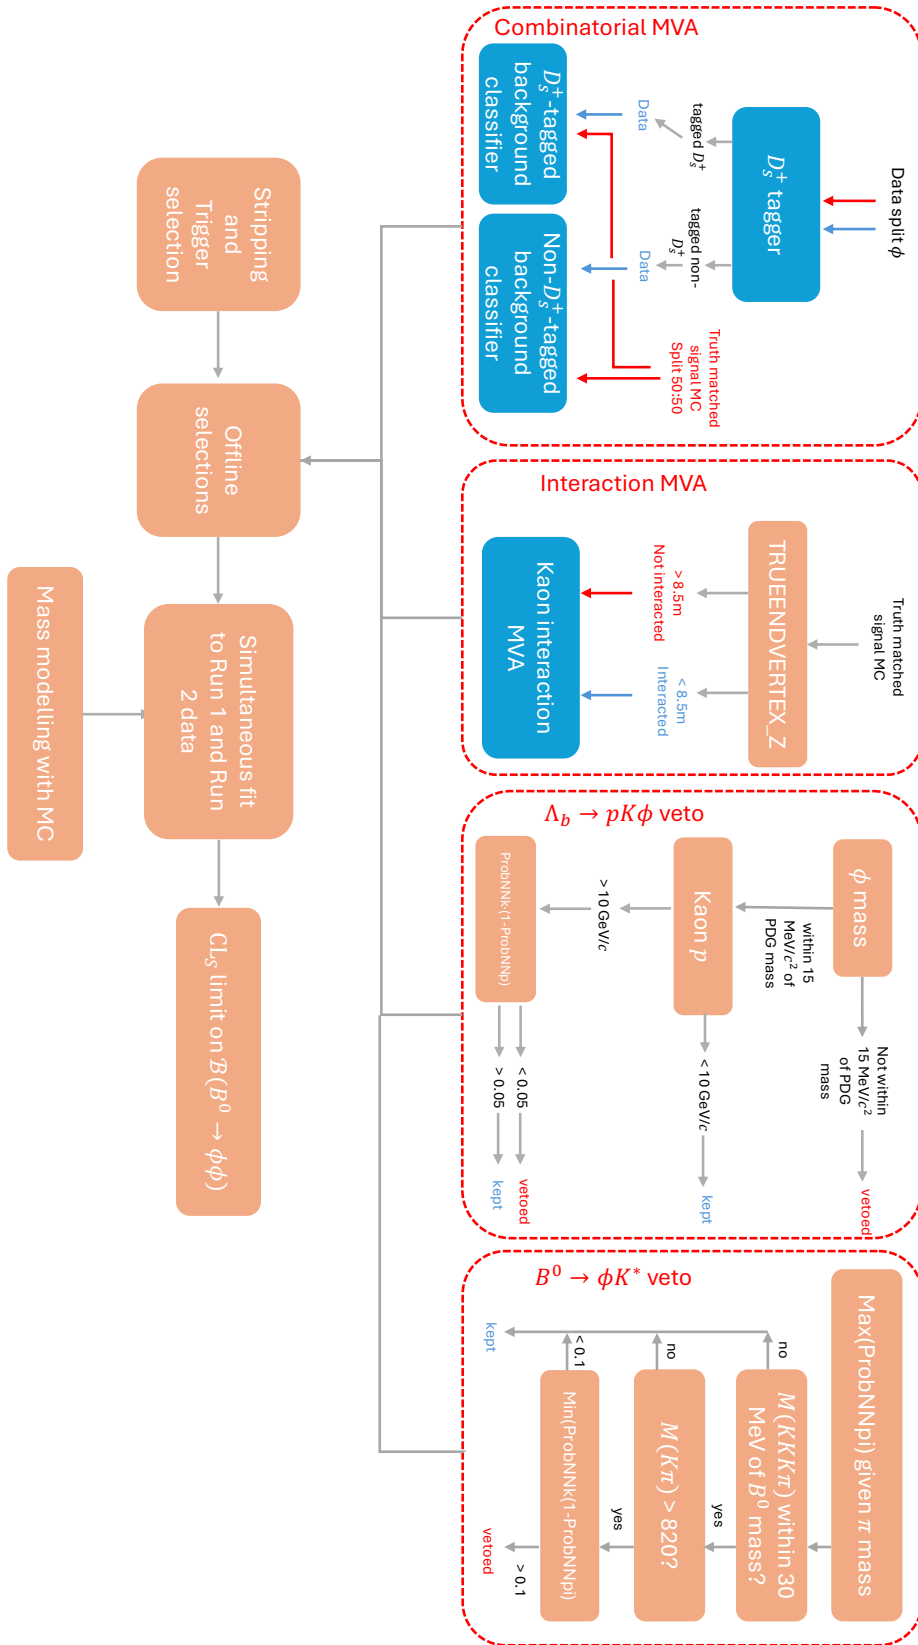 Combinatorial MVA
Data split ϕ
D_s^+ tagger
tagged D_s^+
tagged non-
D_s^+
Data
Data
Truth matched
signal MC
Split 50:50
D_s^+-tagged
background
classifier
Non-D_s^+-tagged
background
classifier
Interaction MVA
Truth matched
signal MC
TRUEENDVERTEX_Z
> 8.5m
Not interacted
< 8.5m
Interacted
Kaon interaction
MVA
Λ_b → pKϕ veto
ϕ mass
within 15
MeV/c² of
PDG mass
Not within
15 MeV/c²
of PDG
mass
vetoed
Kaon p
> 10 GeV/c
< 10 GeV/c
kept
ProbNNk·(1-ProbNNp)
< 0.05
vetoed
> 0.05
kept
B⁰ → ϕK* veto
Max(ProbNNpi) given π mass
M(KKKπ) within 30
MeV of B⁰ mass?
no
yes
M(Kπ) > 820?
no
yes
Min(ProbNNk(1-ProbNNpi)
< 0.1
> 0.1
kept
vetoed
Stripping
and
Trigger
selection
Offline
selections
Simultaneous fit
to Run 1 and Run
2 data
CL_S limit on ℬ(B⁰ → ϕϕ)
Mass modelling with MC